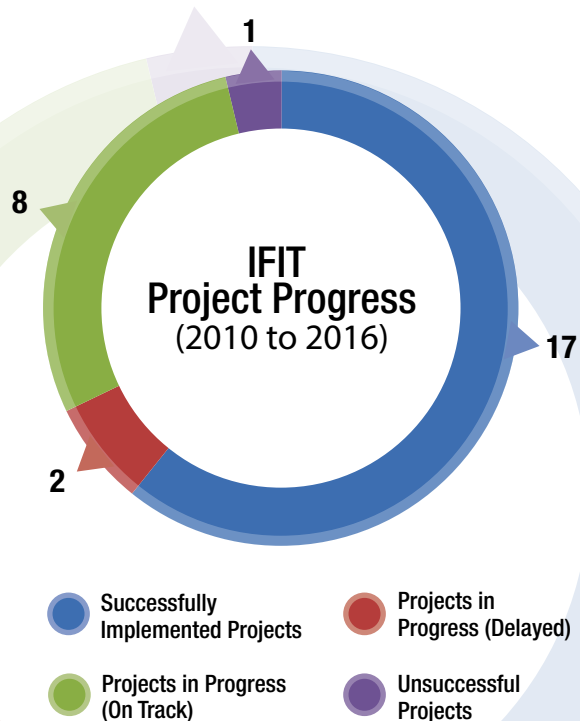 1
8
IFIT
Project Progress
(2010 to 2016)
17
2
Successfully
Implemented Projects
Projects in
Progress (Delayed)
Projects in Progress
(On Track)
Unsuccessful
Projects